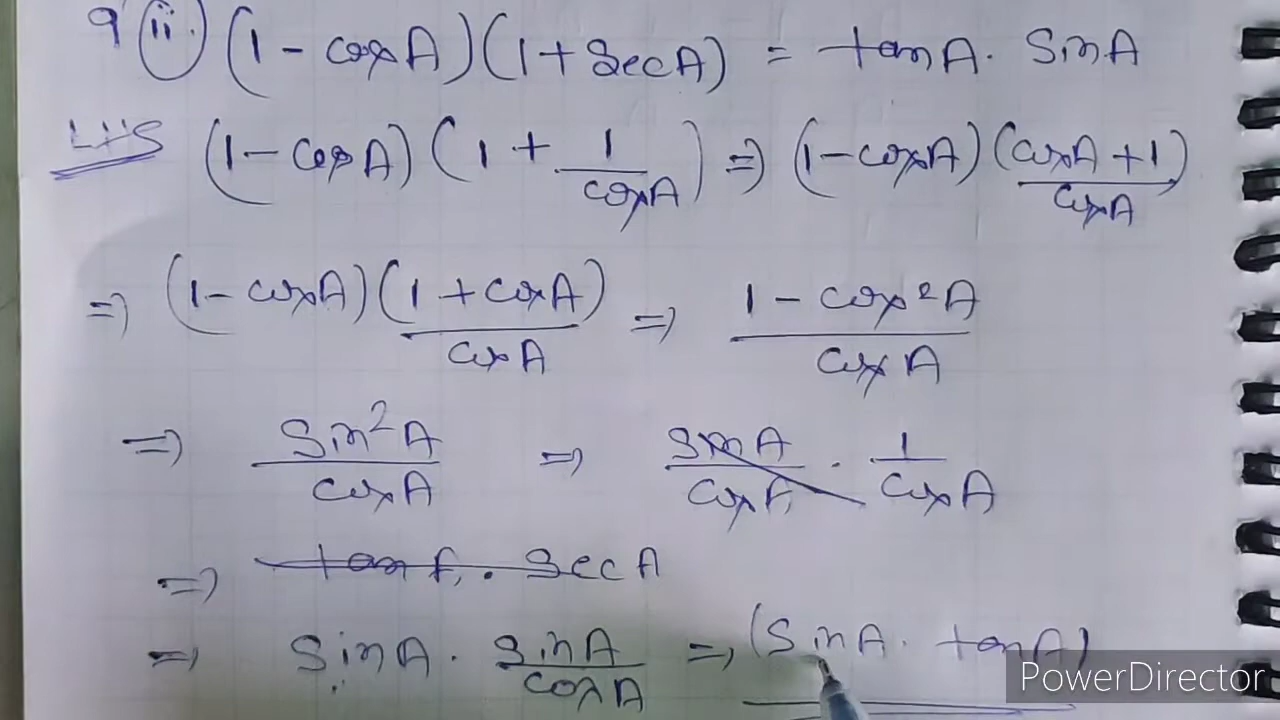 9 (ii.) (1 - cosA)(1 + SecA) = tanA. SinA
LHS (1 - cosA)(1 + 1/cosA) => (1 - cosA)(cosA + 1)/cosA
=> (1 - cosA)(1 + cosA)/cosA => 1 - cos²A/cosA
=> Sin²A/cosA => SinA/cosA . 1/cosA
=> tanA. SecA
=> SinA. SinA/cosA => (SinA. tanA)
PowerDirector